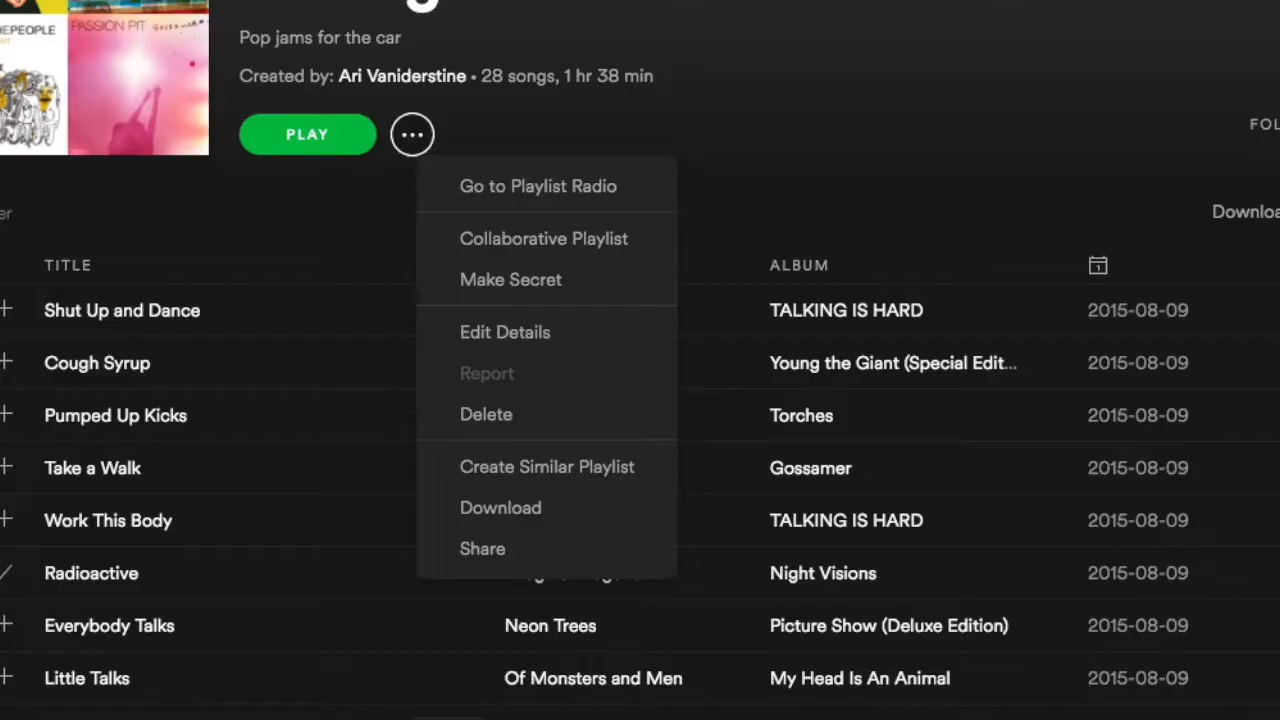 EPEOPLE
PASSION PIT
Pop jams for the car
Created by: Ari Vaniderstine • 28 songs, 1 hr 38 min
PLAY
FOL
Go to Playlist Radio
er
Downloa
Collaborative Playlist
TITLE
ALBUM
Make Secret
Shut Up and Dance
TALKING IS HARD
2015-08-09
Edit Details
Cough Syrup
Young the Giant (Special Edit...
2015-08-09
Report
Pumped Up Kicks
Torches
2015-08-09
Delete
Take a Walk
Gossamer
2015-08-09
Create Similar Playlist
Work This Body
TALKING IS HARD
2015-08-09
Download
Share
Radioactive
Night Visions
2015-08-09
Everybody Talks
Neon Trees
Picture Show (Deluxe Edition)
2015-08-09
Little Talks
Of Monsters and Men
My Head Is An Animal
2015-08-09